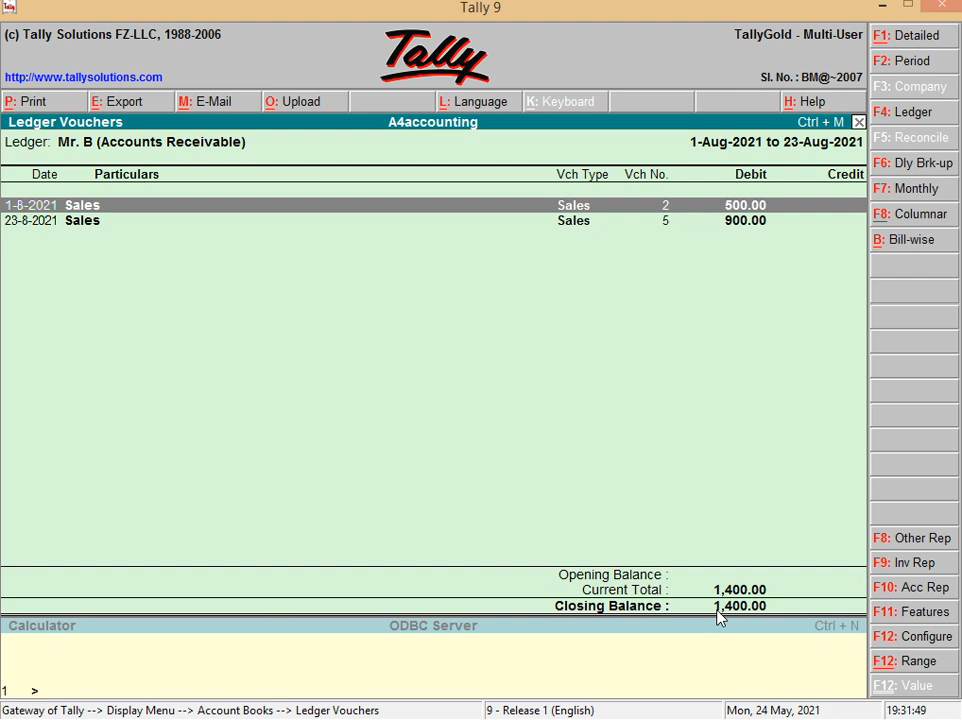 Tally 9
(c) Tally Solutions FZ-LLC, 1988-2006
http://www.tallysolutions.com
Tally
TallyGold - Multi-User
Sl. No. : BM@~2007
P: Print E: Export M: E-Mail O: Upload L: Language K: Keyboard H: Help
Ledger Vouchers A4accounting Ctrl + M
Ledger: Mr. B (Accounts Receivable) 1-Aug-2021 to 23-Aug-2021
Date Particulars Vch Type Vch No. Debit Credit
1-8-2021 Sales Sales 2 500.00
23-8-2021 Sales Sales 5 900.00
Opening Balance :
Current Total : 1,400.00
Closing Balance : 1,400.00
Calculator ODBC Server Ctrl + N
1 >
Gateway of Tally --> Display Menu --> Account Books --> Ledger Vouchers 9 - Release 1 (English) Mon, 24 May, 2021 19:31:49
F1: Detailed
F2: Period
F3: Company
F4: Ledger
F5: Reconcile
F6: Dly Brk-up
F7: Monthly
F8: Columnar
B: Bill-wise
F8: Other Rep
F9: Inv Rep
F10: Acc Rep
F11: Features
F12: Configure
F12: Range
F12: Value